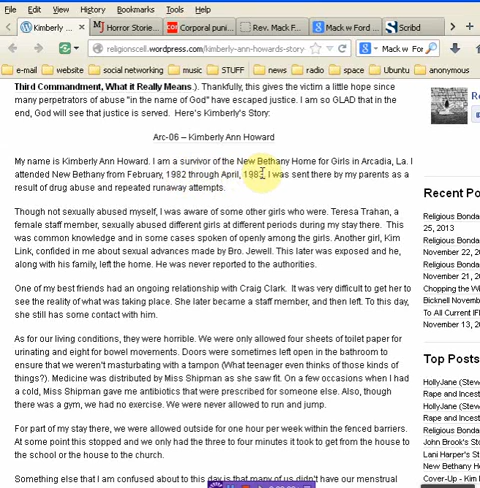 File Edit View History Bookmarks Tools Help
Kimberly ... Horror Stories... Corporal puni... Rev. Mack F... Mack w Ford ... Scribd
religionscell.wordpress.com/kimberly-ann-howards-story- Mack w For
e-mail website social networking music STUFF news radio space Ubuntu anonymous
Third Commandment, What it Really Means.). Thankfully, this gives the victim a little hope since
many perpetrators of abuse "in the name of God" have escaped justice. I am so GLAD that in the
end, God will see that justice is served. Here's Kimberly's Story:
Arc-06 – Kimberly Ann Howard
My name is Kimberly Ann Howard. I am a survivor of the New Bethany Home for Girls in Arcadia, La. I
attended New Bethany from February, 1982 through April, I was sent there by my parents as a
result of drug abuse and repeated runaway attempts.
Though not sexually abused myself, I was aware of some other girls who were. Teresa Trahan, a
female staff member, sexually abused different girls at different periods during my stay there. This
was common knowledge and in some cases spoken of openly among the girls. Another girl, Kim
Link, confided in me about sexual advances made by Bro. Jewell. This later was exposed and he,
along with his family, left the home. He was never reported to the authorities.
One of my best friends had an ongoing relationship with Craig Clark. It was very difficult to get her to
see the reality of what was taking place. She later became a staff member, and then left. To this day,
she still has some contact with him.
As for our living conditions, they were horrible. We were only allowed four sheets of toilet paper for
urinating and eight for bowel movements. Doors were sometimes left open in the bathroom to
ensure that we weren't masturbating with a tampon (What teenager even thinks of those kinds of
things?). Medicine was distributed by Miss Shipman as she saw fit. On a few occasions when I had
a cold, Miss Shipman gave me antibiotics that were prescribed for someone else. Also, though
there was a gym, we had no exercise. We were never allowed to run and jump.
For part of my stay there, we were allowed outside for one hour per week within the fenced barriers.
At some point this stopped and we only had the three to four minutes it took to get from the house to
the school or the house to the church.
Something else that I am confused about to this day is that many of us didn't have our menstrual
Re
Recent Posts
Religious Bonda
25, 2013
Religious Bonda
November 22,
Religious Bonda
November 21, 2
Chopping the W
Bicknell Novemb
To All Current IF
November 13, 2
Top Posts
HollyJane (Stev
Rape and Incest
HollyJane (Stev
Rape and Incest
Religious Bonda
John Brook's Sto
Lani Harper's St
New Bethany Ho
Cover-Up - Kim